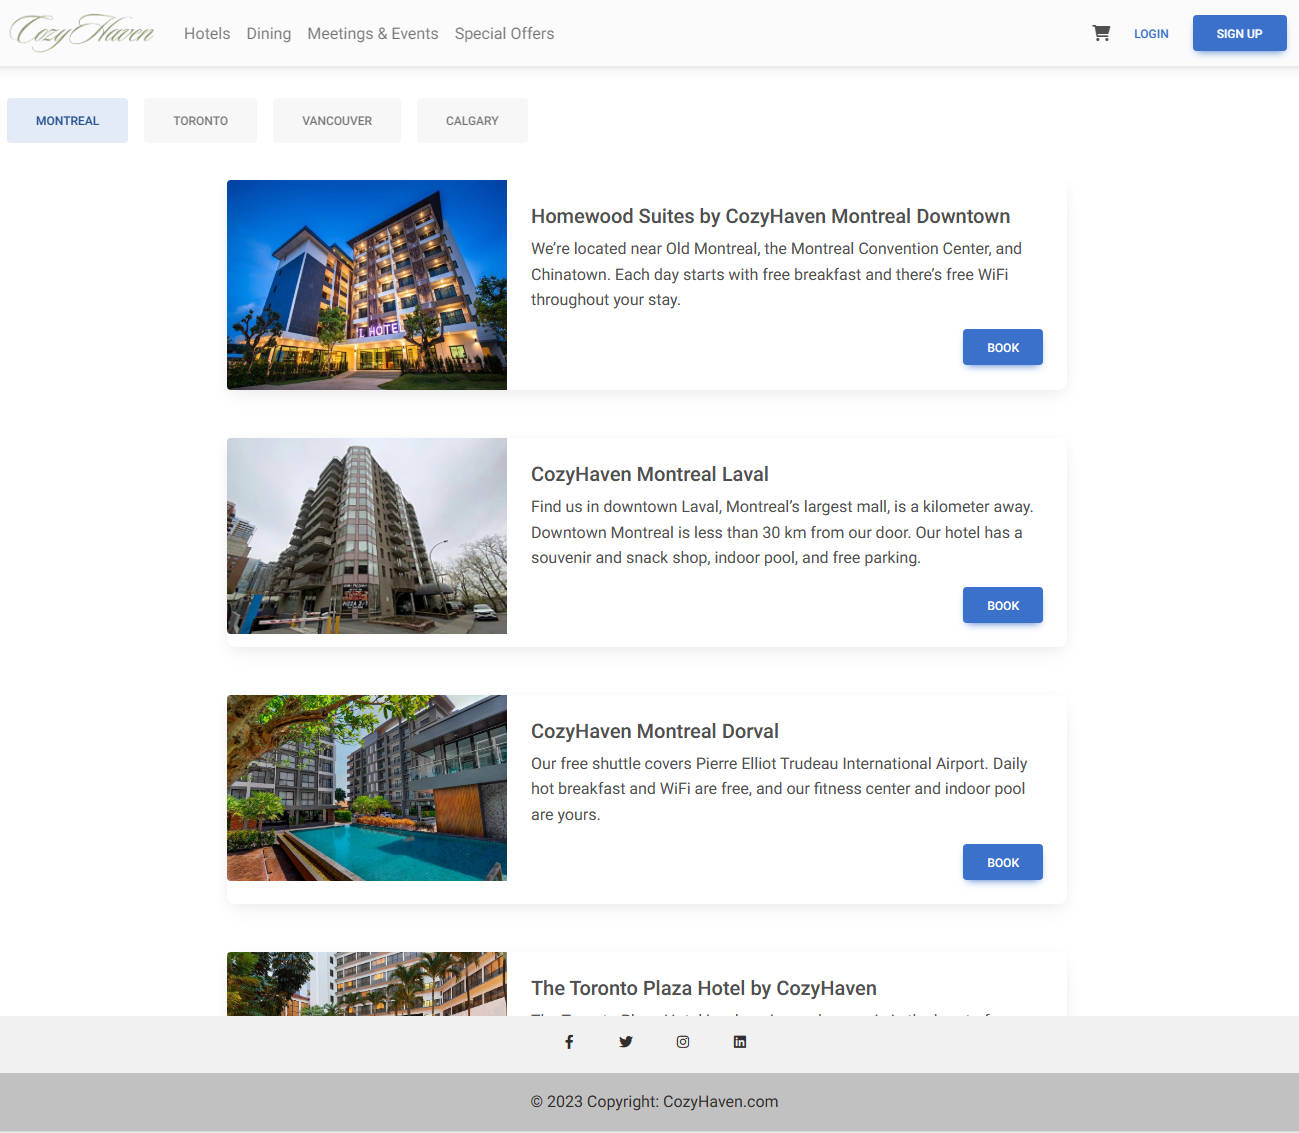 CozyHaven
Hotels Dining Meetings & Events Special Offers
LOGIN
SIGN UP
MONTREAL TORONTO VANCOUVER CALGARY
I HOTEL
Homewood Suites by CozyHaven Montreal Downtown
We’re located near Old Montreal, the Montreal Convention Center, and
Chinatown. Each day starts with free breakfast and there’s free WiFi
throughout your stay.
BOOK
CozyHaven Montreal Laval
Find us in downtown Laval, Montreal’s largest mall, is a kilometer away.
Downtown Montreal is less than 30 km from our door. Our hotel has a
souvenir and snack shop, indoor pool, and free parking.
BOOK
CozyHaven Montreal Dorval
Our free shuttle covers Pierre Elliot Trudeau International Airport. Daily
hot breakfast and WiFi are free, and our fitness center and indoor pool
are yours.
BOOK
The Toronto Plaza Hotel by CozyHaven
© 2023 Copyright: CozyHaven.com